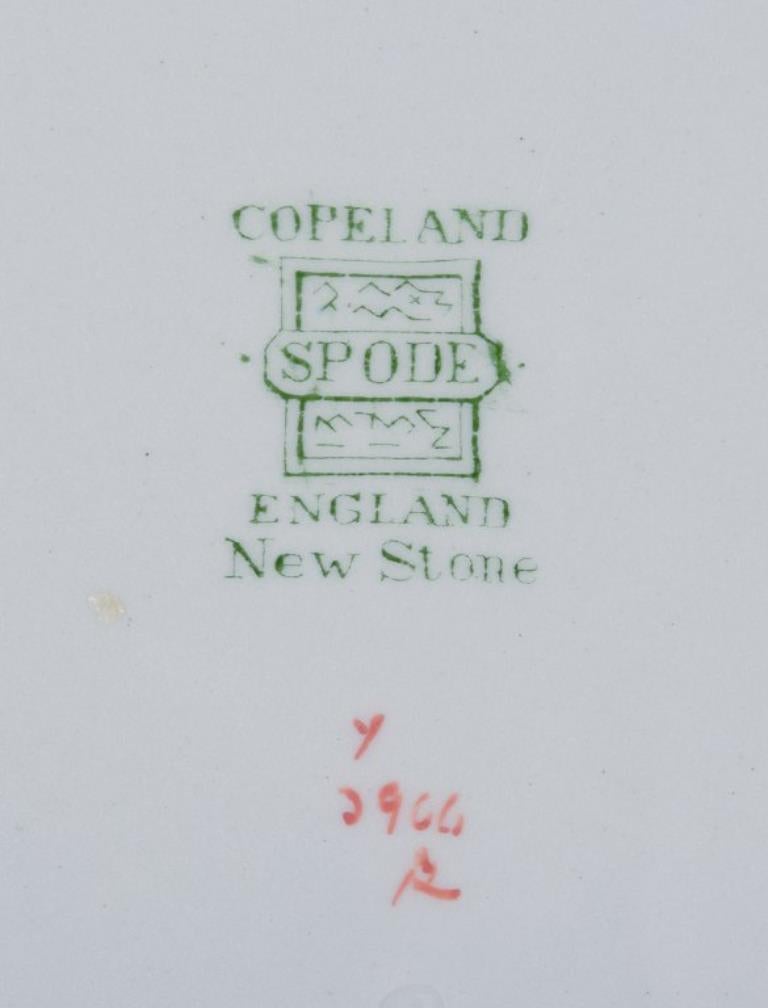 COPELAND
SPODE
ENGLAND
New Stone
Y
2966